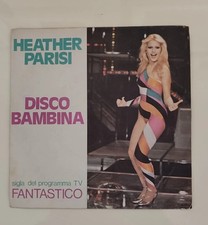 HEATHER
PARISI
DISCO
BAMBINA
sigla del programma TV
FANTASTICO